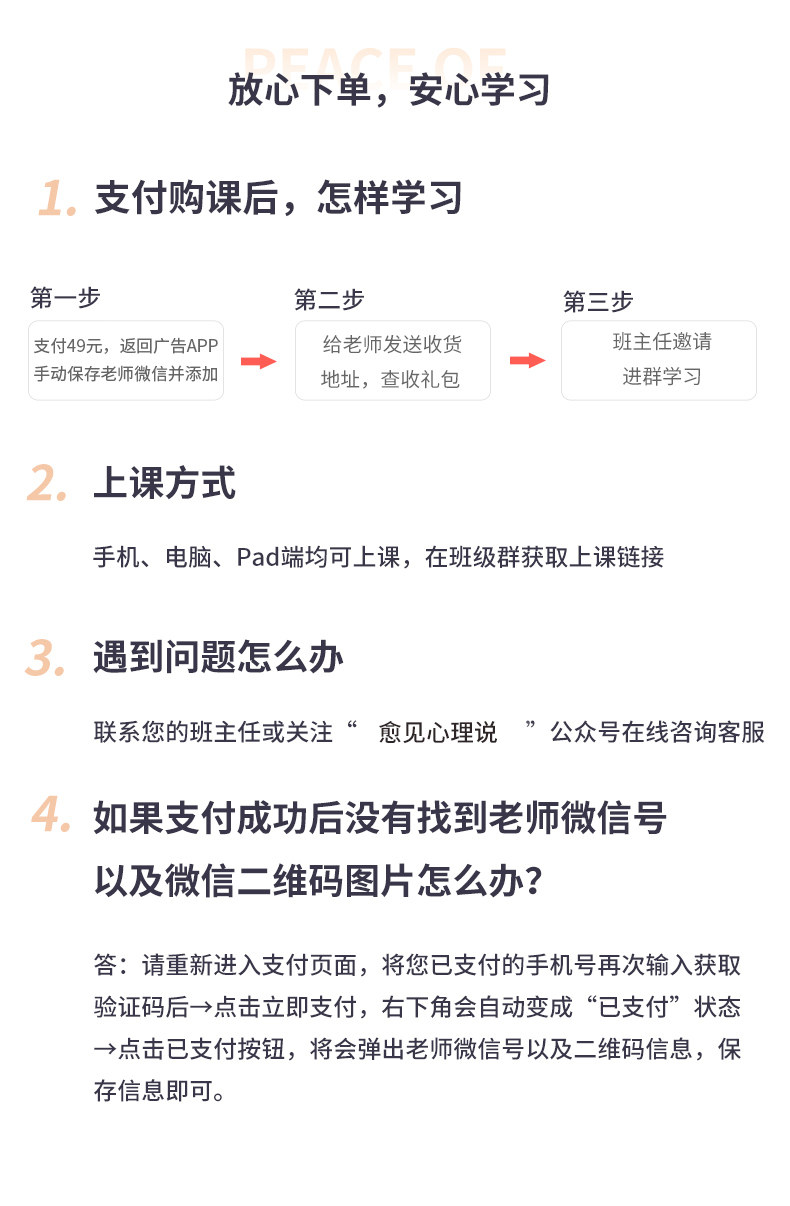 PEACE OF
放心下单，安心学习
1. 支付购课后，怎样学习
第一步
支付49元，返回广告APP
手动保存老师微信并添加
第二步
给老师发送收货
地址，查收礼包
第三步
班主任邀请
进群学习
2. 上课方式
手机、电脑、Pad端均可上课，在班级群获取上课链接
3. 遇到问题怎么办
联系您的班主任或关注“ 愈见心理说 ”公众号在线咨询客服
4. 如果支付成功后没有找到老师微信号
以及微信二维码图片怎么办？
答：请重新进入支付页面，将您已支付的手机号再次输入获取
验证码后→点击立即支付，右下角会自动变成“已支付”状态
→点击已支付按钮，将会弹出老师微信号以及二维码信息，保
存信息即可。